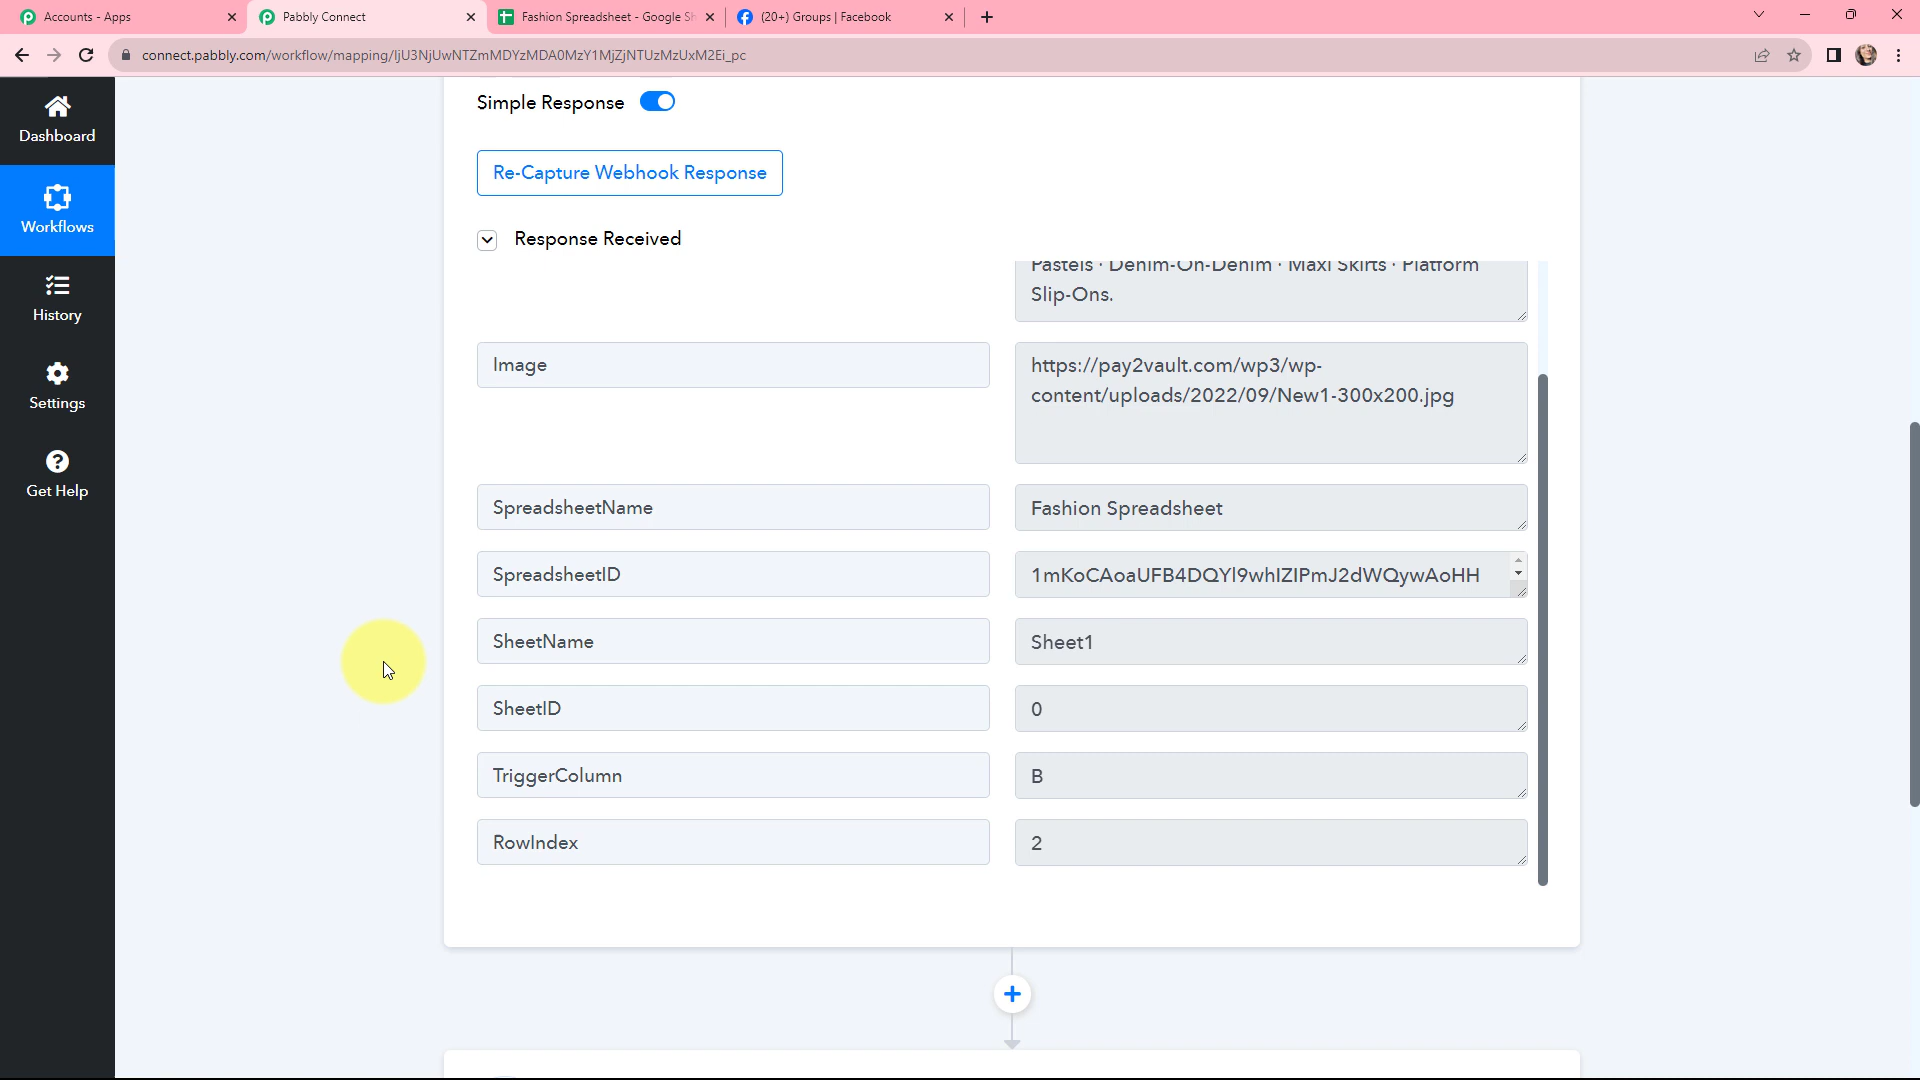 Accounts - Apps
Pabbly Connect
Fashion Spreadsheet - Google Sh
(20+) Groups | Facebook
connect.pabbly.com/workflow/mapping/IjU3NjUwNTZmMDYzMDA0MzY1MjZjNTUzMzUxM2Ei_pc
Dashboard
Workflows
History
Settings
Get Help
Simple Response
Re-Capture Webhook Response
Response Received
Pastels · Denim-On-Denim · Maxi Skirts · Platform
Slip-Ons.
Image
https://pay2vault.com/wp3/wp-
content/uploads/2022/09/New1-300x200.jpg
SpreadsheetName
Fashion Spreadsheet
SpreadsheetID
1mKoCAoaUFB4DQYl9whIZIPmJ2dWQywAoHH
SheetName
Sheet1
SheetID
0
TriggerColumn
B
RowIndex
2